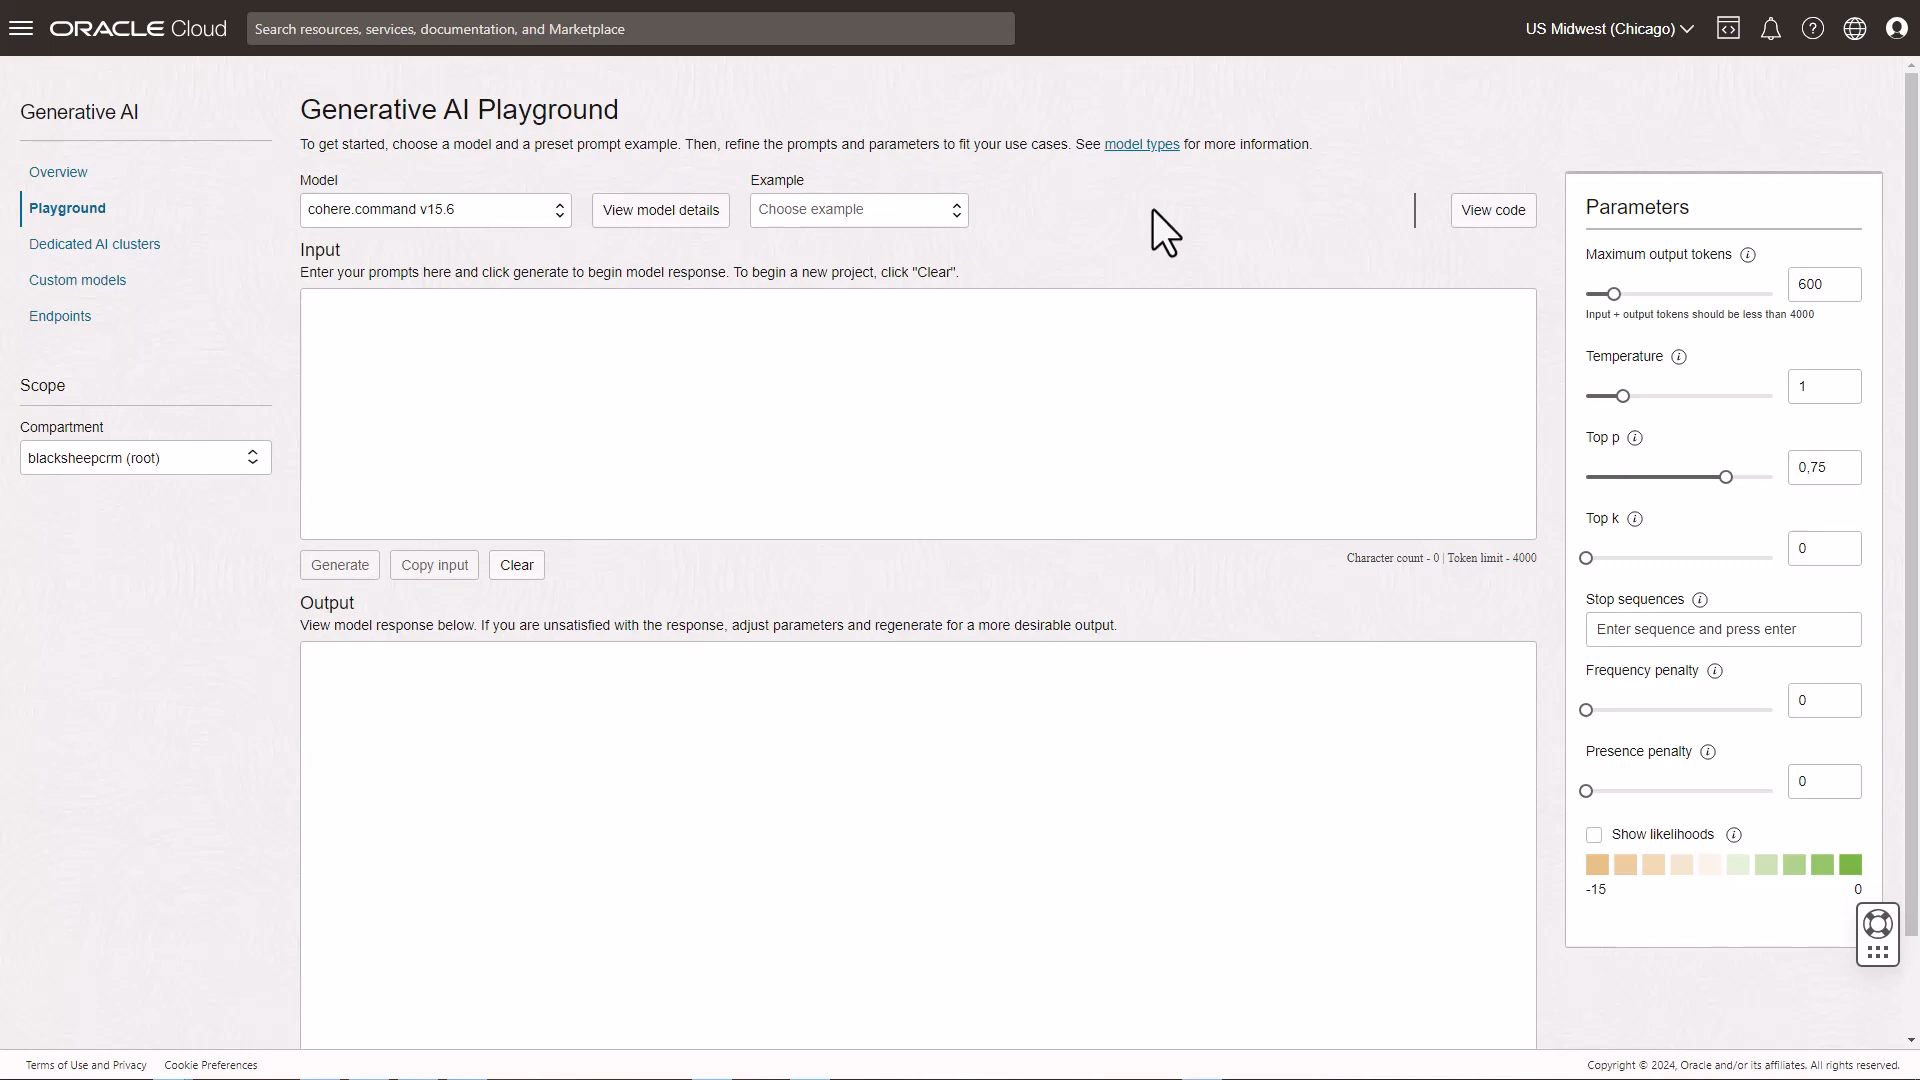 ORACLE Cloud
Search resources, services, documentation, and Marketplace
US Midwest (Chicago)
Generative AI
Overview
Playground
Dedicated AI clusters
Custom models
Endpoints
Scope
Compartment
blacksheepcrm (root)
Generative AI Playground
To get started, choose a model and a preset prompt example. Then, refine the prompts and parameters to fit your use cases. See model types for more information.
Model
cohere.command v15.6
View model details
Example
Choose example
View code
Input
Enter your prompts here and click generate to begin model response. To begin a new project, click "Clear".
Generate
Copy input
Clear
Character count - 0 | Token limit - 4000
Output
View model response below. If you are unsatisfied with the response, adjust parameters and regenerate for a more desirable output.
Parameters
Maximum output tokens
600
Input + output tokens should be less than 4000
Temperature
1
Top p
0,75
Top k
0
Stop sequences
Enter sequence and press enter
Frequency penalty
0
Presence penalty
0
Show likelihoods
-15
0
Terms of Use and Privacy
Cookie Preferences
Copyright © 2024, Oracle and/or its affiliates. All rights reserved.